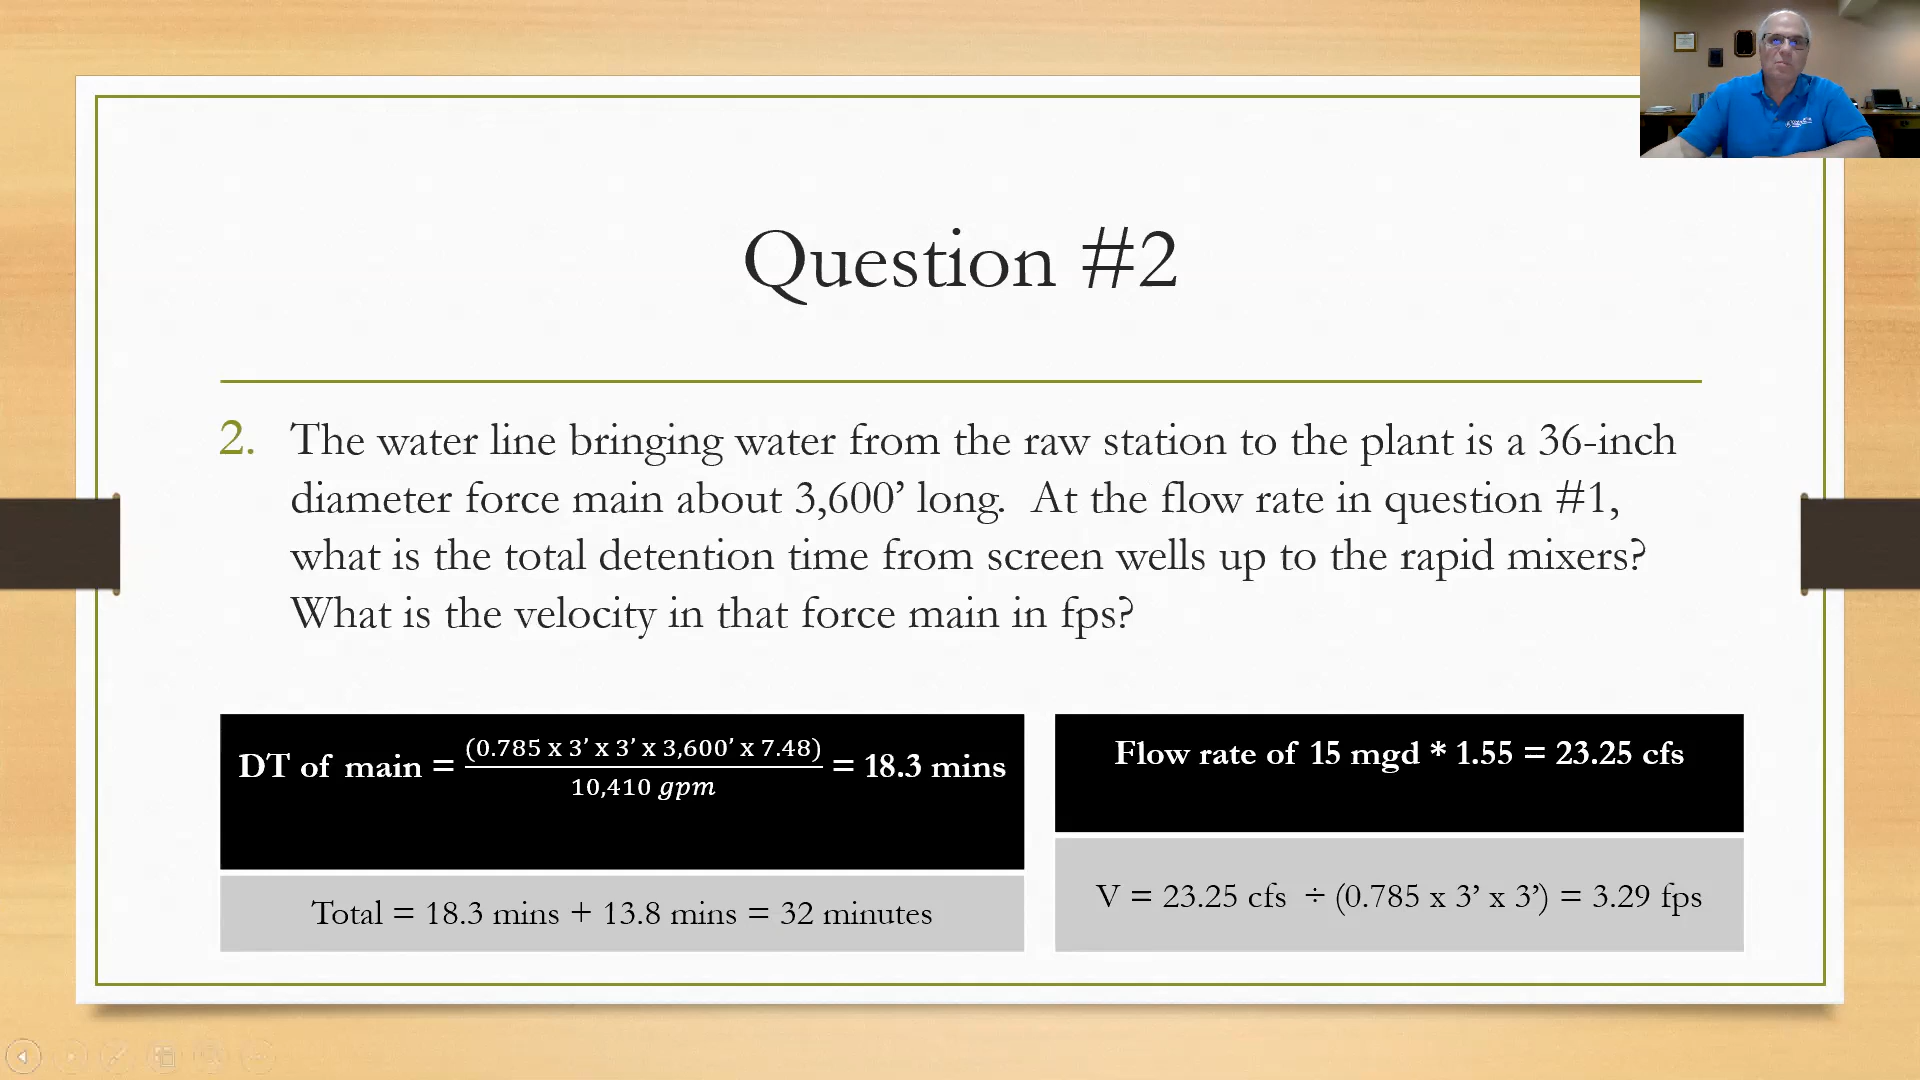 Question #2
2. The water line bringing water from the raw station to the plant is a 36-inch
diameter force main about 3,600’ long. At the flow rate in question #1,
what is the total detention time from screen wells up to the rapid mixers?
What is the velocity in that force main in fps?
DT of main = (0.785 x 3’ x 3’ x 3,600’ x 7.48) / 10,410 gpm = 18.3 mins
Total = 18.3 mins + 13.8 mins = 32 minutes
Flow rate of 15 mgd * 1.55 = 23.25 cfs
V = 23.25 cfs ÷ (0.785 x 3’ x 3’) = 3.29 fps